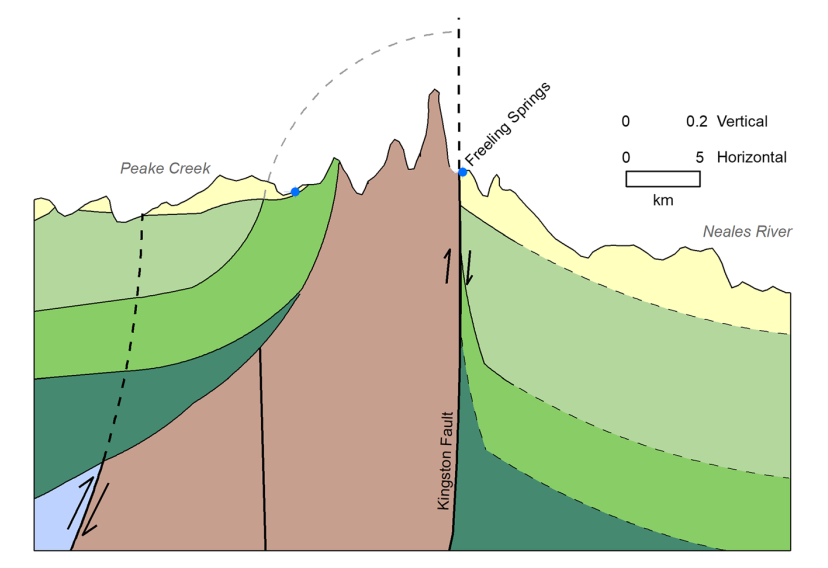 Freeling Springs
0 0.2 Vertical
0 5 Horizontal
km
Peake Creek
Neales River
Kingston Fault